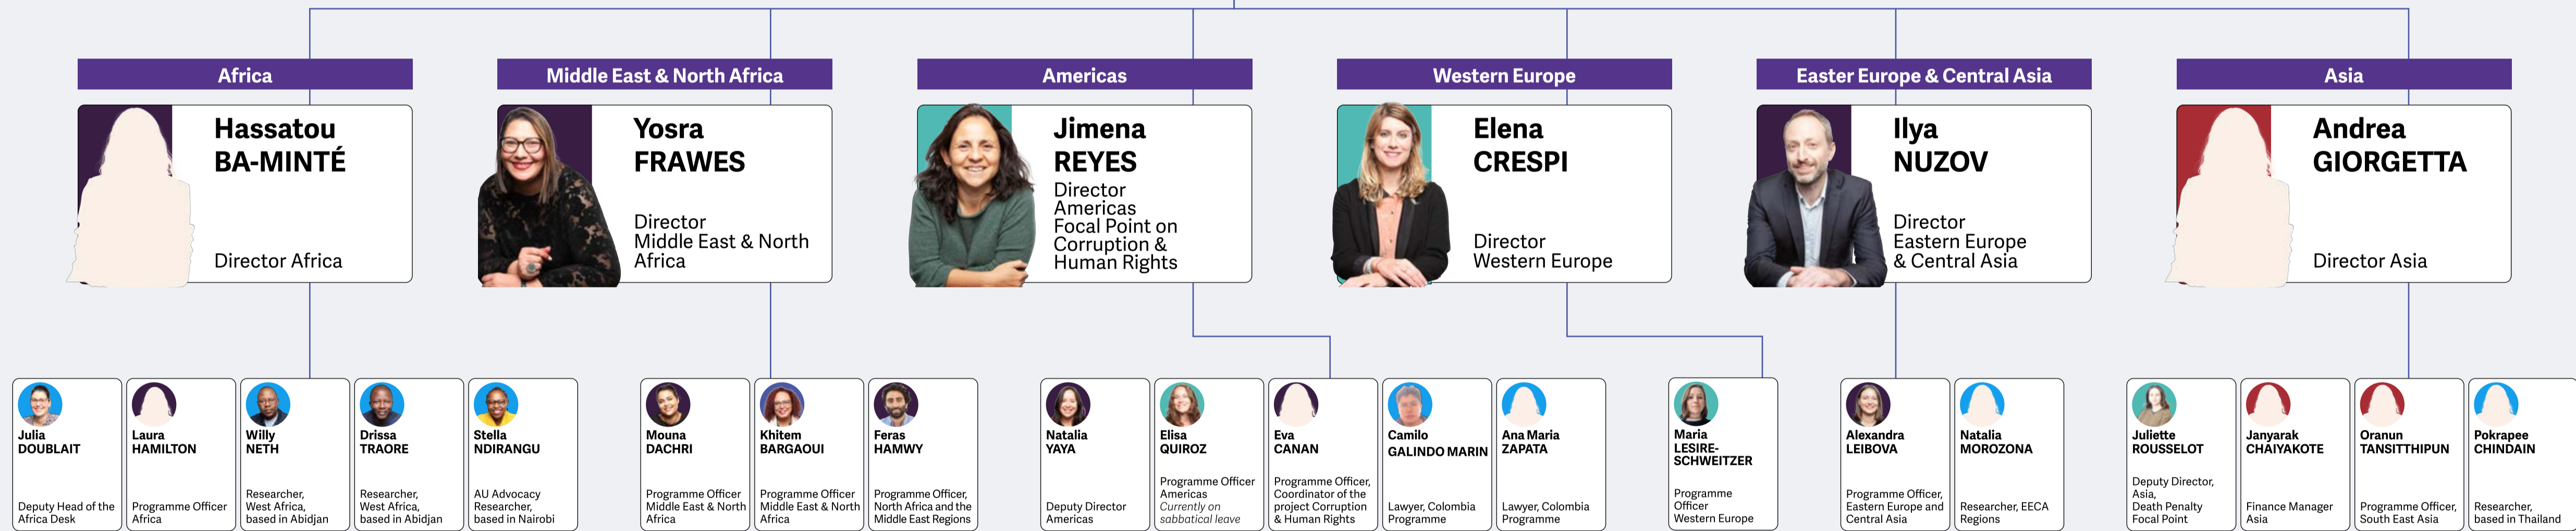 Africa
Hassatou
BA-MINTÉ
Director Africa
Middle East & North Africa
Yosra
FRAWES
Director
Middle East & North
Africa
Americas
Jimena
REYES
Director
Americas
Focal Point on
Corruption &
Human Rights
Western Europe
Elena
CRESPI
Director
Western Europe
Easter Europe & Central Asia
Ilya
NUZOV
Director
Eastern Europe
& Central Asia
Asia
Andrea
GIORGETTA
Director Asia
Julia
DOUBLAIT
Deputy Head of the
Africa Desk
Laura
HAMILTON
Programme Officer
Africa
Willy
NETH
Researcher,
West Africa,
based in Abidjan
Drissa
TRAORE
Researcher,
West Africa,
based in Abidjan
Stella
NDIRANGU
AU Advocacy
Researcher,
based in Nairobi
Mouna
DACHRI
Programme Officer
Middle East & North
Africa
Khitem
BARGAOUI
Programme Officer
Middle East & North
Africa
Feras
HAMWY
Programme Officer,
North Africa and the
Middle East Regions
Natalia
YAYA
Deputy Director
Americas
Elisa
QUIROZ
Programme Officer
Americas
Currently on
sabbatical leave
Eva
CANAN
Programme Officer,
Coordinator of the
project Corruption
& Human Rights
Camilo
GALINDO MARIN
Lawyer, Colombia
Programme
Ana Maria
ZAPATA
Lawyer, Colombia
Programme
Maria
LESIRE-
SCHWEITZER
Programme
Officer
Western Europe
Alexandra
LEIBOVA
Programme Officer,
Eastern Europe and
Central Asia
Natalia
MOROZONA
Researcher, EECA
Regions
Juliette
ROUSSELOT
Deputy Director,
Asia,
Death Penalty
Focal Point
Janyarak
CHAIYAKOTE
Finance Manager
Asia
Oranun
TANSITTHIPUN
Programme Officer,
South East Asia
Pokrapee
CHINDAIN
Researcher,
based in Thailand